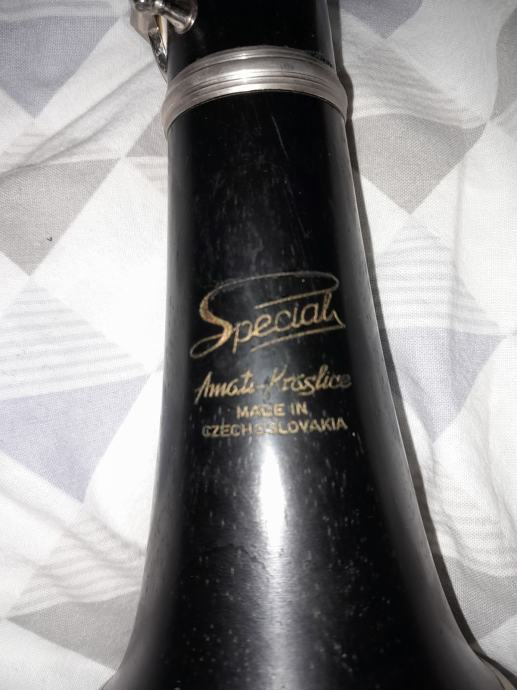 Special
Amati-Kraslice
MADE IN
CZECHOSLOVAKIA